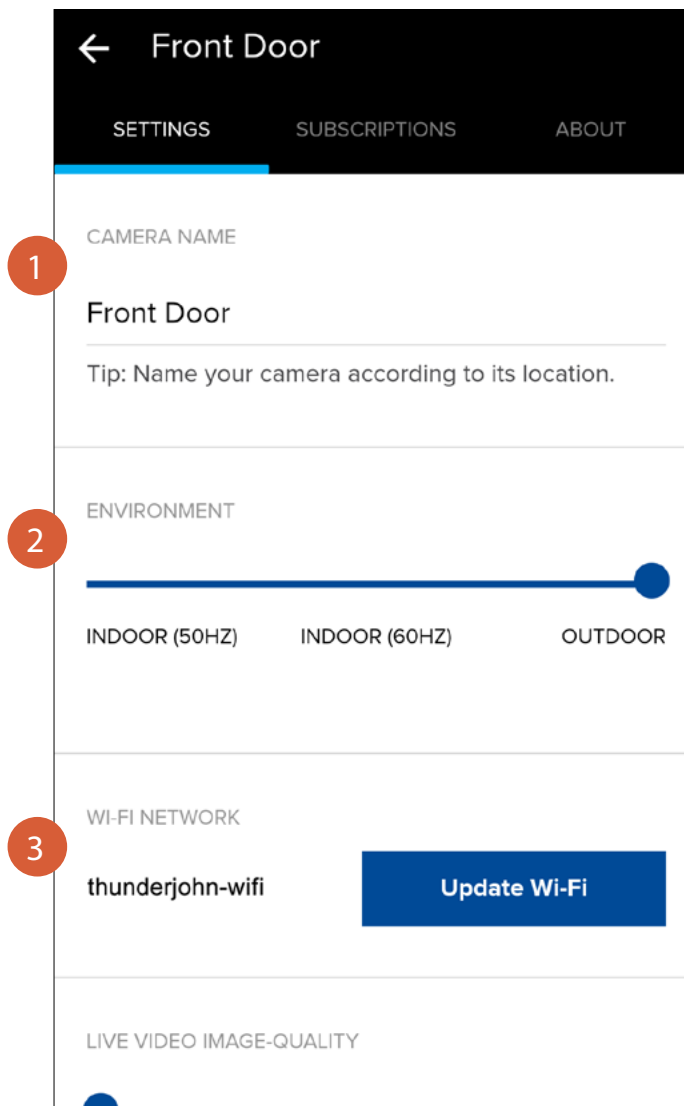 Front Door
SETTINGS SUBSCRIPTIONS ABOUT
CAMERA NAME
1
Front Door
Tip: Name your camera according to its location.
ENVIRONMENT
2
INDOOR (50HZ) INDOOR (60HZ) OUTDOOR
WI-FI NETWORK
3
thunderjohn-wifi Update Wi-Fi
LIVE VIDEO IMAGE-QUALITY